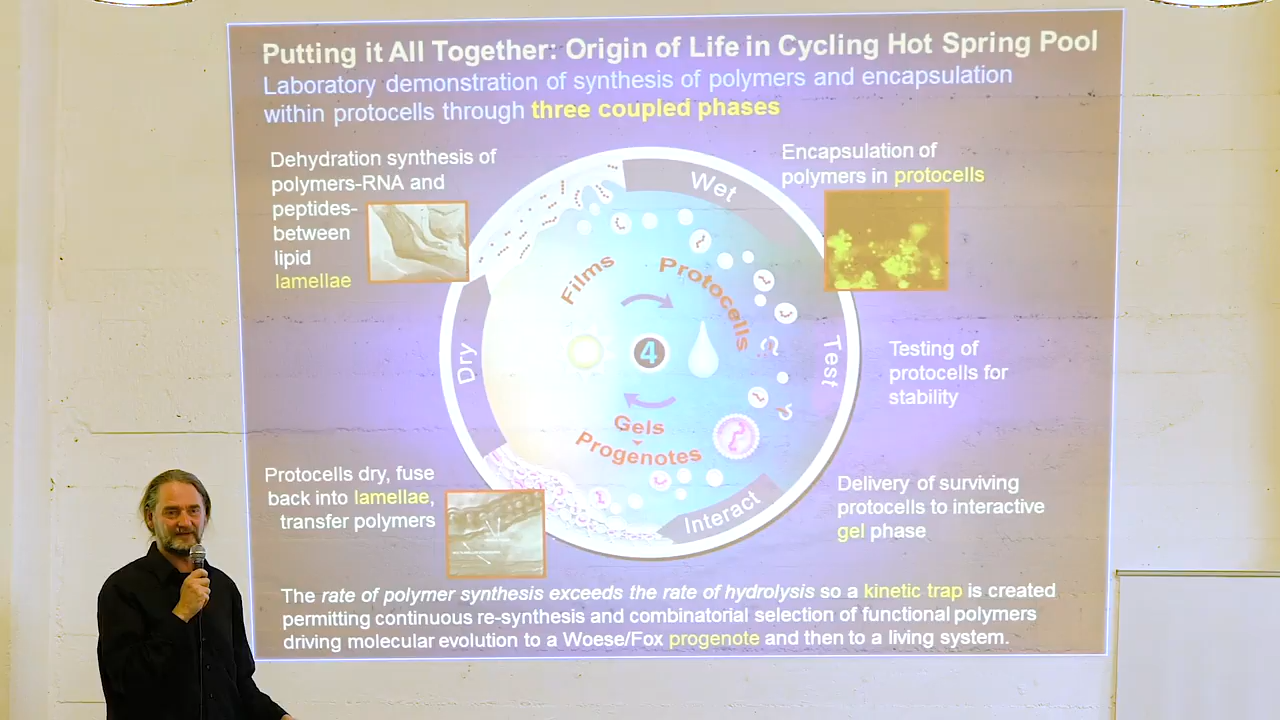 Putting it All Together: Origin of Life in Cycling Hot Spring Pool
Laboratory demonstration of synthesis of polymers and encapsulation
within protocells through three coupled phases
Dehydration synthesis of
polymers-RNA and
peptides-
between
lipid
lamellae
Encapsulation of
polymers in protocells
Wet
Films
Protocells
Dry
4
Test
Testing of
protocells for
stability
Gels
Progenotes
Interact
Protocells dry, fuse
back into lamellae,
transfer polymers
Delivery of surviving
protocells to interactive
gel phase
The rate of polymer synthesis exceeds the rate of hydrolysis so a kinetic trap is created
permitting continuous re-synthesis and combinatorial selection of functional polymers
driving molecular evolution to a Woese/Fox progenote and then to a living system.